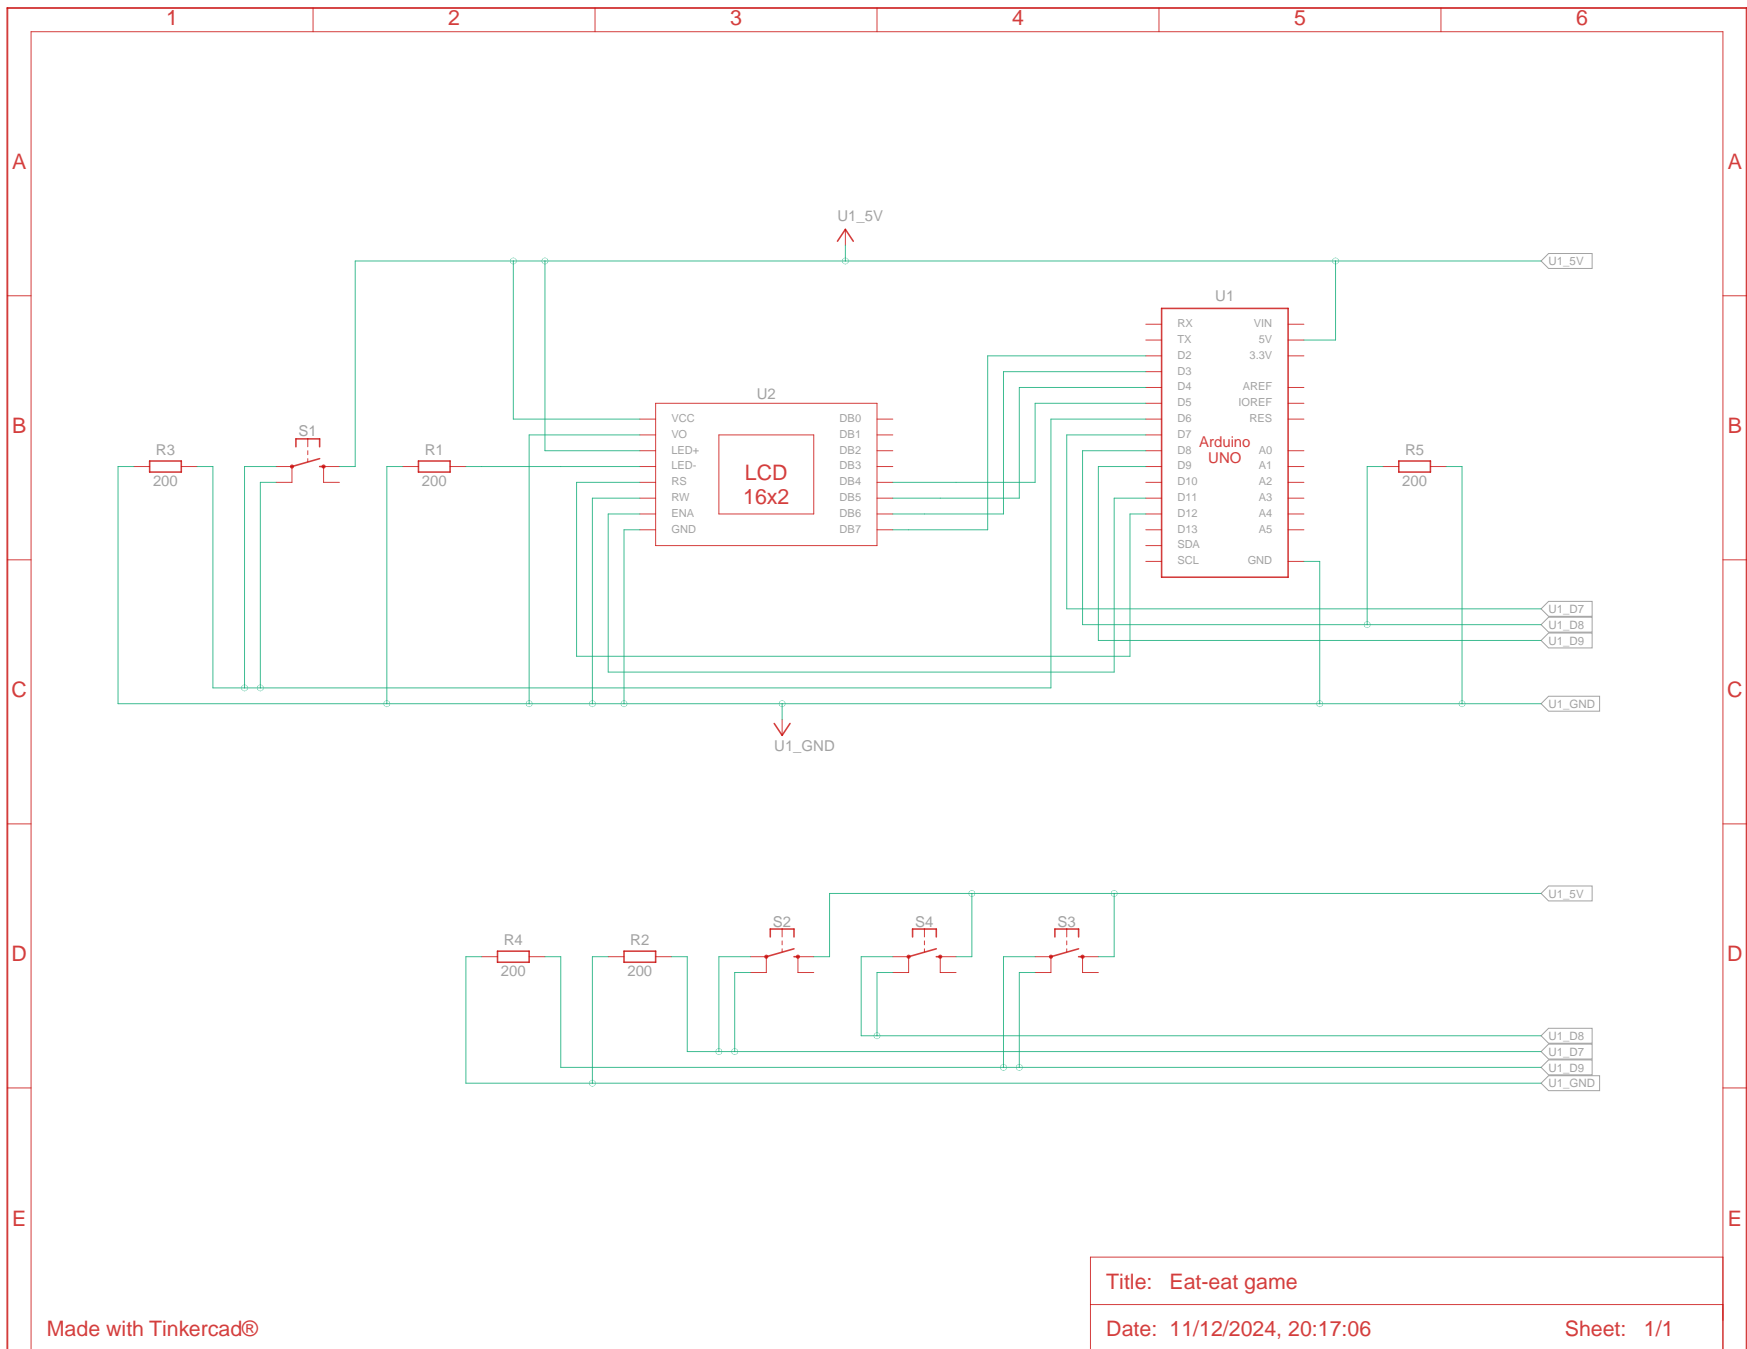 1 2 3 4 5 6
A A
U1_5V
U1_5V
B B
U1
RX VIN
TX 5V
D2 3.3V
D3
D4 AREF
D5 IOREF
D6 RES
D7
D8 A0
D9 A1
D10 A2
D11 A3
D12 A4
D13 A5
SDA
SCL GND
Arduino
UNO
U2
VCC DB0
VO DB1
LED+ DB2
LED- DB3
RS DB4
RW DB5
ENA DB6
GND DB7
LCD
16x2
R3
200
S1
R1
200
R5
200
U1_D7
U1_D8
U1_D9
C C
U1_GND
U1_GND
U1_5V
D D
R4
200
R2
200
S2
S4
S3
U1_D8
U1_D7
U1_D9
U1_GND
E E
Title: Eat-eat game
Made with Tinkercad®
Date: 11/12/2024, 20:17:06 Sheet: 1/1